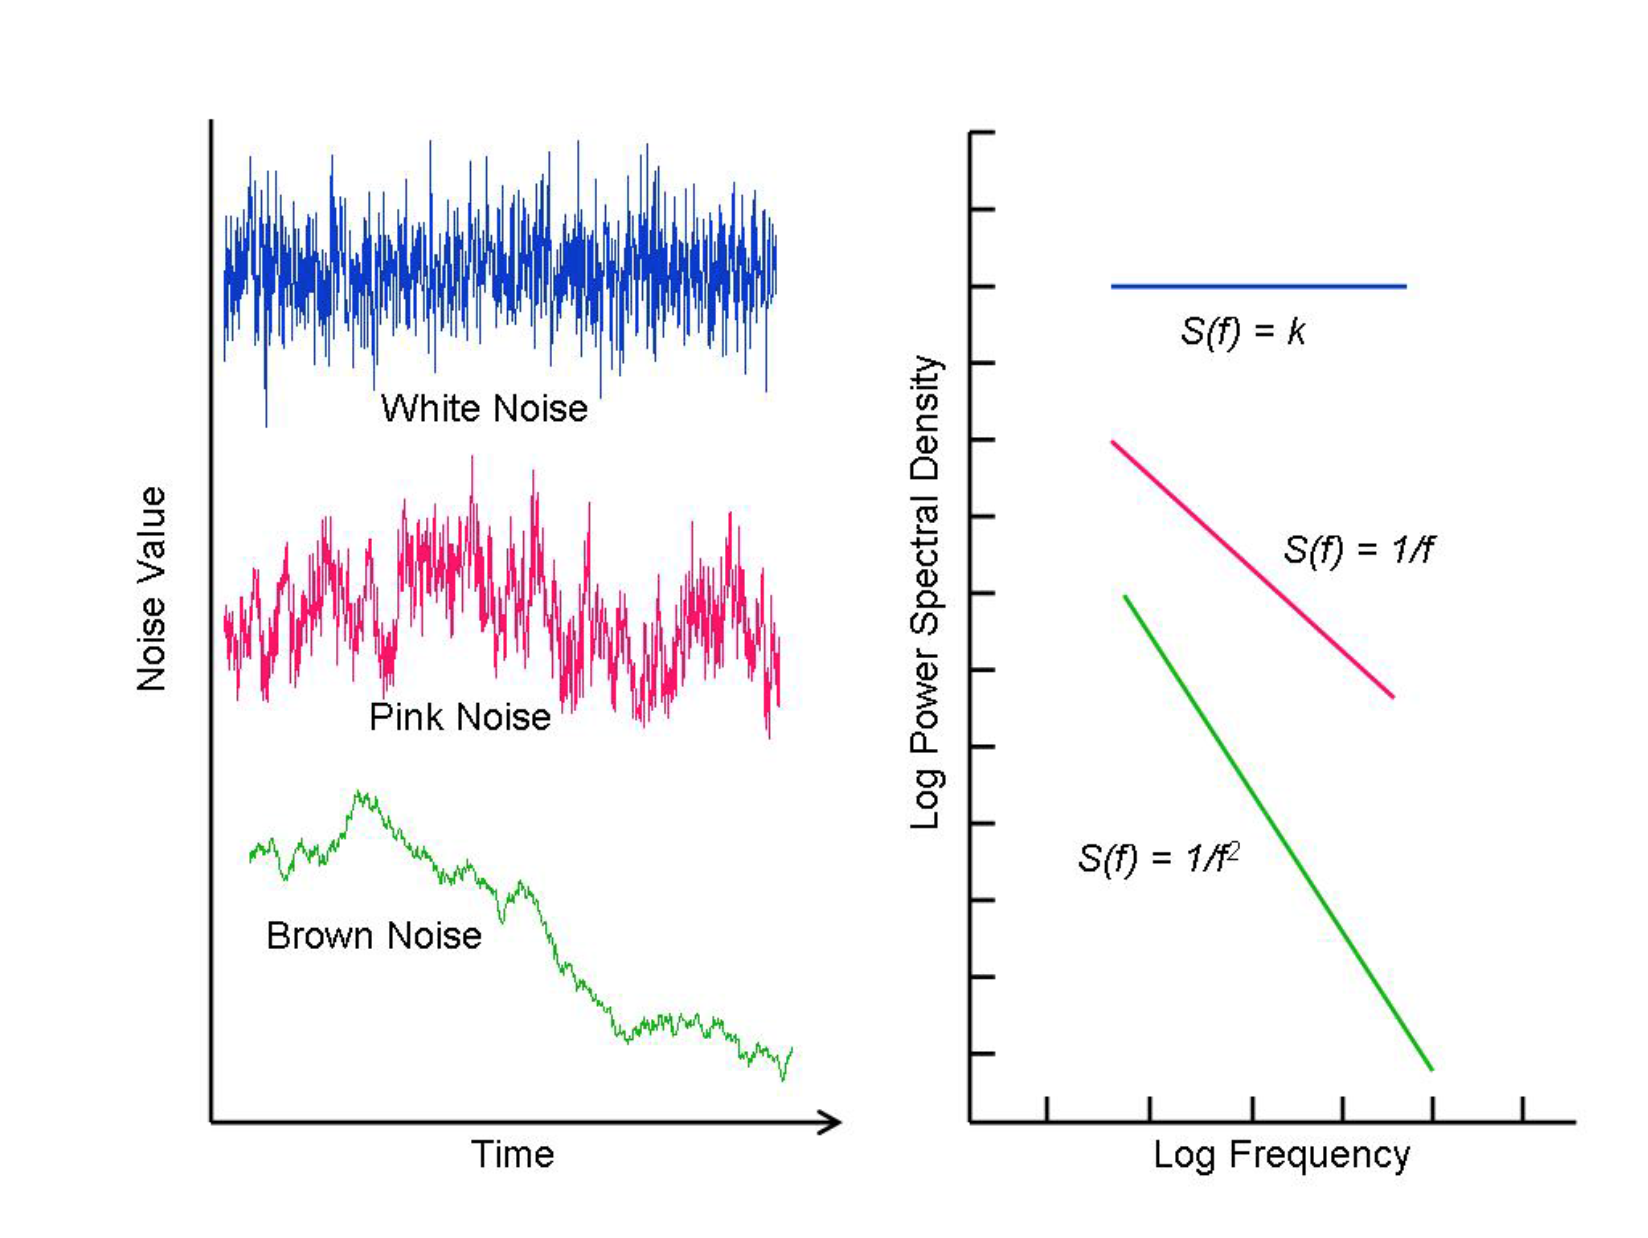 Noise Value
White Noise
Pink Noise
Brown Noise
Time
Log Power Spectral Density
S(f) = k
S(f) = 1/f
S(f) = 1/f²
Log Frequency